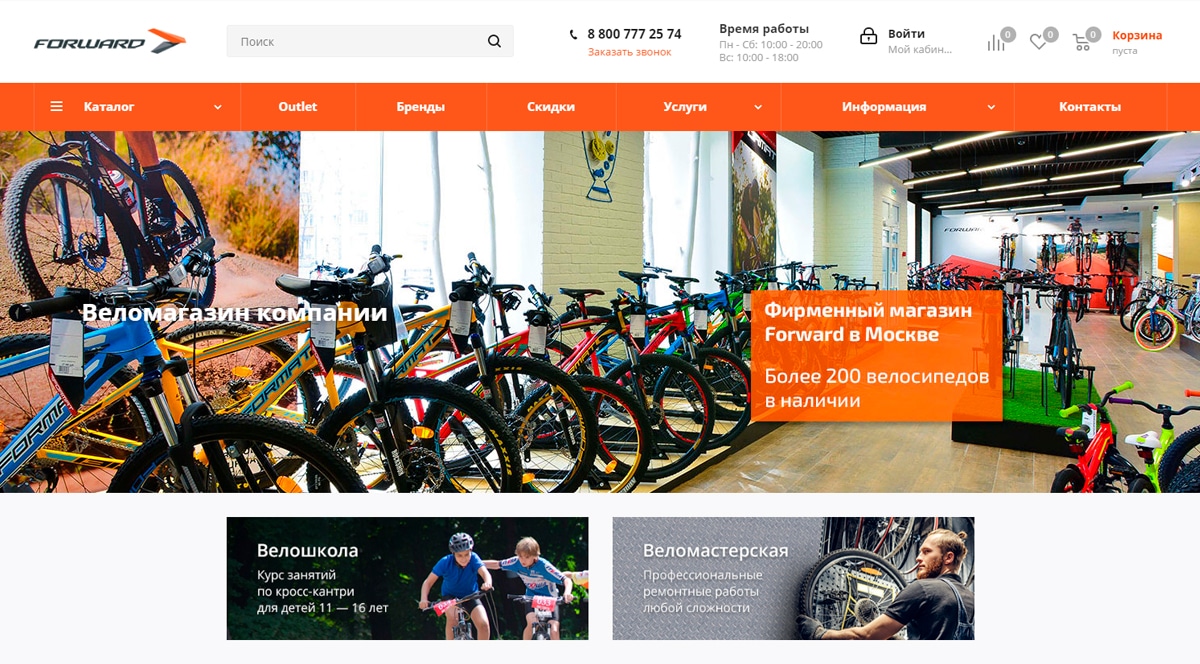 FORWARD
Поиск
8 800 777 25 74
Заказать звонок
Время работы
Пн - Сб: 10:00 - 20:00
Вс: 10:00 - 18:00
Войти
Мой кабин...
0
0
0
Корзина
пуста
Каталог
Outlet
Бренды
Скидки
Услуги
Информация
Контакты
Веломагазин компании
Фирменный магазин
Forward в Москве
Более 200 велосипедов
в наличии
FORWARD
FORMAT
FORMAT
Велошкола
Курс занятий
по кросс-кантри
для детей 11 — 16 лет
Веломастерская
Профессиональные
ремонтные работы
любой сложности